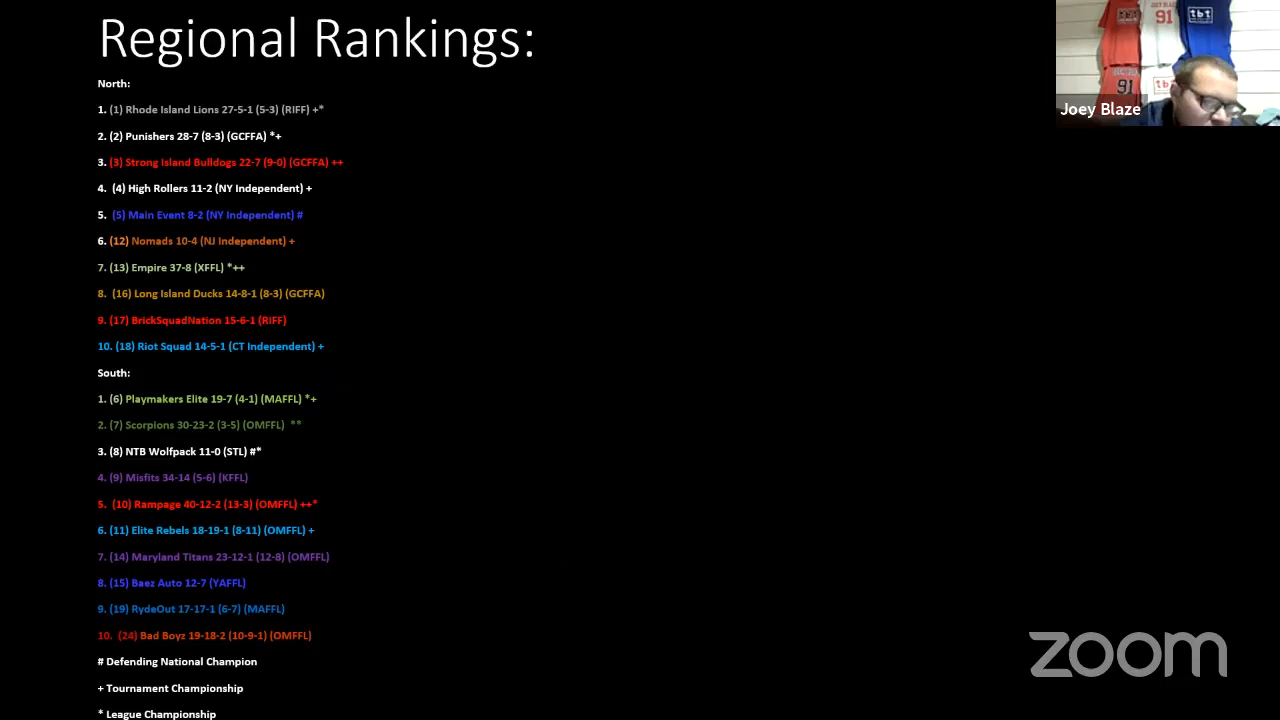 Regional Rankings:
North:
1. (1) Rhode Island Lions 27-5-1 (5-3) (RIFF) +*
2. (2) Punishers 28-7 (8-3) (GCFFA) *+
3. (3) Strong Island Bulldogs 22-7 (9-0) (GCFFA) ++
4. (4) High Rollers 11-2 (NY Independent) +
5. (5) Main Event 8-2 (NY Independent) #
6. (12) Nomads 10-4 (NJ Independent) +
7. (13) Empire 37-8 (XFFL) *++
8. (16) Long Island Ducks 14-8-1 (8-3) (GCFFA)
9. (17) BrickSquadNation 15-6-1 (RIFF)
10. (18) Riot Squad 14-5-1 (CT Independent) +
South:
1. (6) Playmakers Elite 19-7 (4-1) (MAFFL) *+
2. (7) Scorpions 30-23-2 (3-5) (OMFFL) **
3. (8) NTB Wolfpack 11-0 (STL) #*
4. (9) Misfits 34-14 (5-6) (KFFL)
5. (10) Rampage 40-12-2 (13-3) (OMFFL) ++*
6. (11) Elite Rebels 18-19-1 (8-11) (OMFFL) +
7. (14) Maryland Titans 23-12-1 (12-8) (OMFFL)
8. (15) Baez Auto 12-7 (YAFFL)
9. (19) RydeOut 17-17-1 (6-7) (MAFFL)
10. (24) Bad Boyz 19-18-2 (10-9-1) (OMFFL)
# Defending National Champion
+ Tournament Championship
* League Championship
91
tbt
91
Joey Blaze
zoom